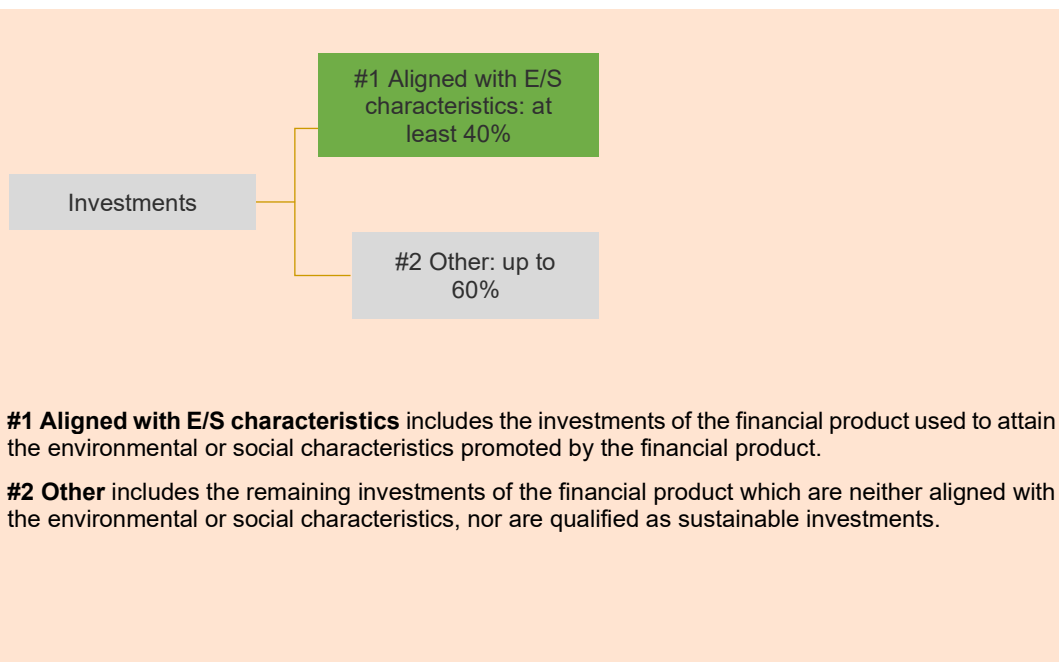 #1 Aligned with E/S
characteristics: at
least 40%
Investments
#2 Other: up to
60%
#1 Aligned with E/S characteristics includes the investments of the financial product used to attain
the environmental or social characteristics promoted by the financial product.
#2 Other includes the remaining investments of the financial product which are neither aligned with
the environmental or social characteristics, nor are qualified as sustainable investments.